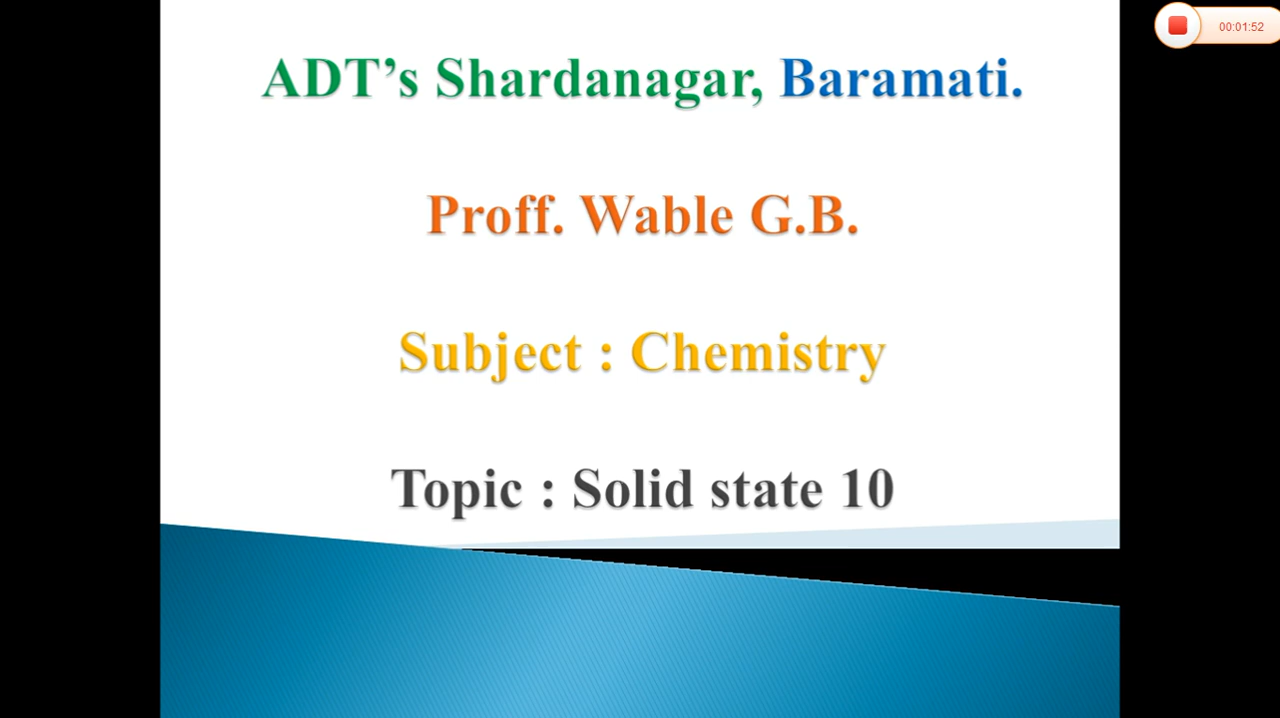 00:01:52
ADT’s Shardanagar, Baramati.
Proff. Wable G.B.
Subject : Chemistry
Topic : Solid state 10